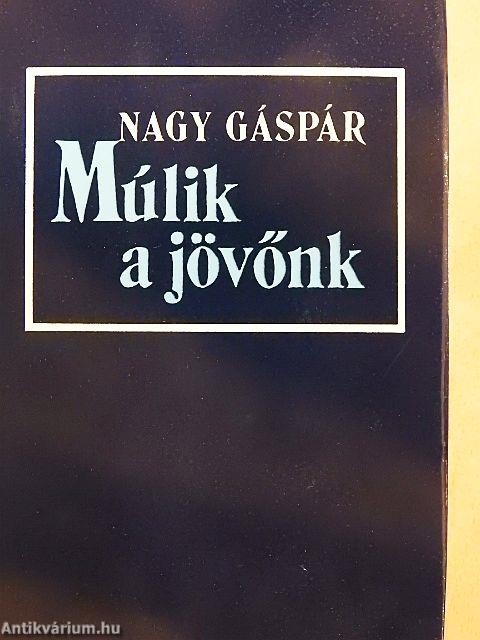 NAGY GÁSPÁR
Múlik
a jövőnk
Antikvárium.hu